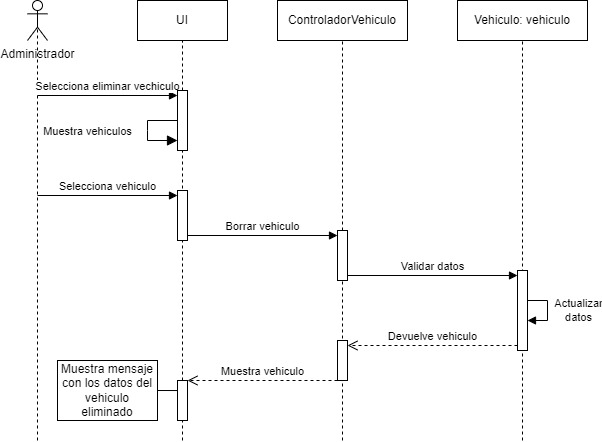 UI
ControladorVehiculo
Vehiculo: vehiculo
Administrador
Selecciona eliminar vechiculo
Muestra vehiculos
Selecciona vehiculo
Borrar vehiculo
Validar datos
Actualizar
datos
Devuelve vehiculo
Muestra vehiculo
Muestra mensaje
con los datos del
vehiculo
eliminado